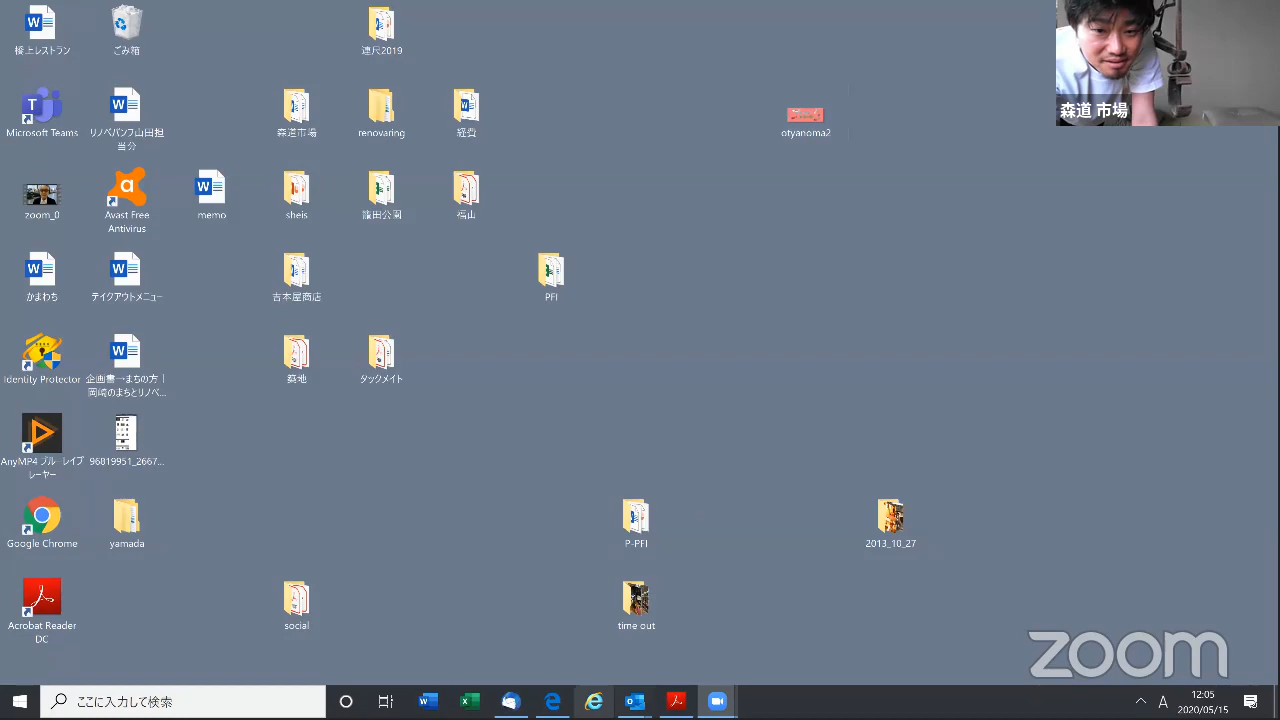 橋上レストラン
ごみ箱
連尺2019
森道 市場
Microsoft Teams
リノベパンフ山田担
当分
森道市場
renovaring
経費
otyanoma2
zoom_0
Avast Free
Antivirus
memo
sheis
籠田公園
福山
かまわち
テイクアウトメニュー
吉本屋商店
PFI
Identity Protector
企画書→まちの方｜
岡崎のまちとリノベ...
築地
タックメイト
AnyMP4 ブルーレイプ
レーヤー
96819951_2667...
Google Chrome
yamada
P-PFI
2013_10_27
Acrobat Reader
DC
social
time out
zoom
ここに入力して検索
A
12:05
2020/05/15